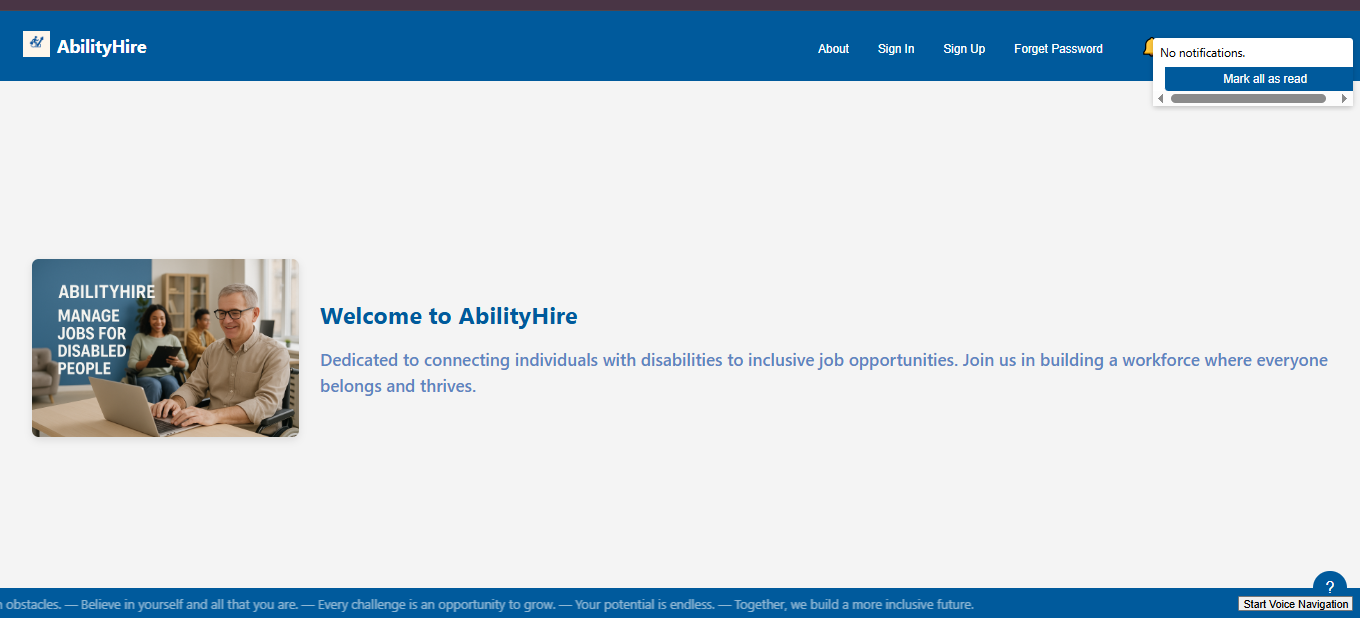 AbilityHire
About
Sign In
Sign Up
Forget Password
No notifications.
Mark all as read
ABILITYHIRE
MANAGE
JOBS FOR
DISABLED
PEOPLE
Welcome to AbilityHire
Dedicated to connecting individuals with disabilities to inclusive job opportunities. Join us in building a workforce where everyone
belongs and thrives.
?
obstacles. — Believe in yourself and all that you are. — Every challenge is an opportunity to grow. — Your potential is endless. — Together, we build a more inclusive future.
Start Voice Navigation